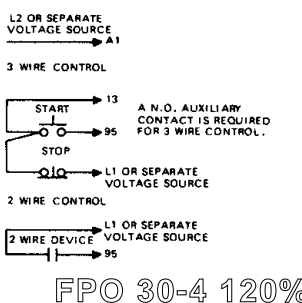 L2 OR SEPARATE
VOLTAGE SOURCE
A1
3 WIRE CONTROL
13
START
A N.O. AUXILIARY
CONTACT IS REQUIRED
FOR 3 WIRE CONTROL.
95
STOP
L1 OR SEPARATE
VOLTAGE SOURCE
2 WIRE CONTROL
L1 OR SEPARATE
VOLTAGE SOURCE
2 WIRE DEVICE
95
FPO 30-4 120%